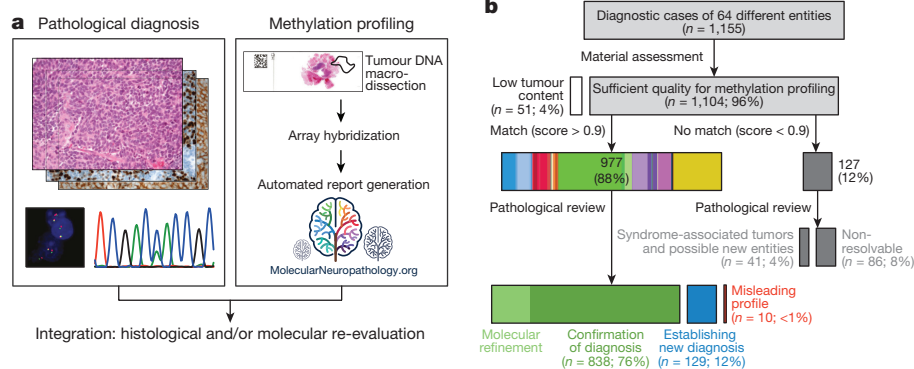 a
Pathological diagnosis
Methylation profiling
Tumour DNA
macro-
dissection
Array hybridization
Automated report generation
MolecularNeuropathology.org
Integration: histological and/or molecular re-evaluation
b
Diagnostic cases of 64 different entities
(n = 1,155)
Material assessment
Low tumour
content
(n = 51; 4%)
Sufficient quality for methylation profiling
(n = 1,104; 96%)
Match (score > 0.9)
No match (score < 0.9)
977
(88%)
127
(12%)
Pathological review
Pathological review
Syndrome-associated tumors
and possible new entities
(n = 41; 4%)
Non-
resolvable
(n = 86; 8%)
Misleading
profile
(n = 10; <1%)
Molecular
refinement
Confirmation
of diagnosis
(n = 838; 76%)
Establishing
new diagnosis
(n = 129; 12%)